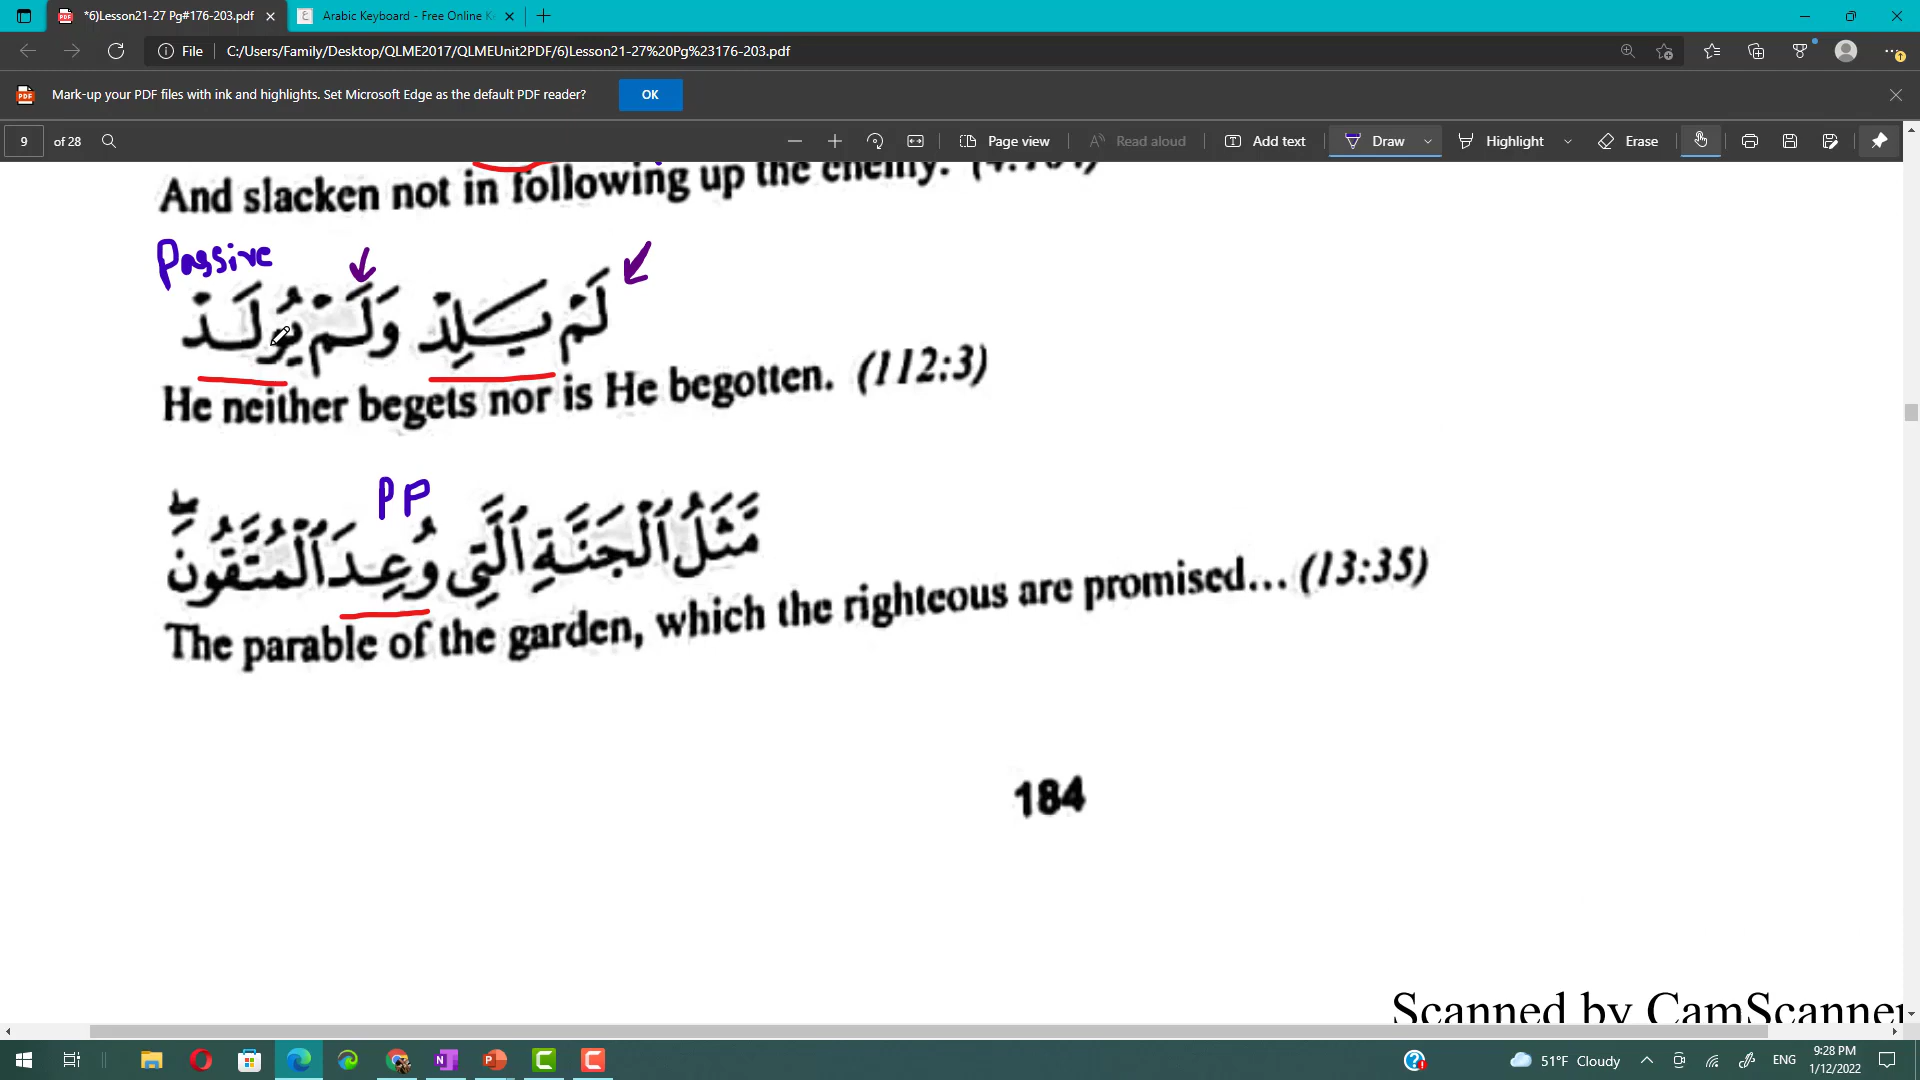 *6)Lesson21-27 Pg#176-203.pdf
Arabic Keyboard - Free Online K
File C:/Users/Family/Desktop/QLME2017/QLMEUnit2PDF/6)Lesson21-27%20Pg%23176-203.pdf
Mark-up your PDF files with ink and highlights. Set Microsoft Edge as the default PDF reader? OK
9 of 28 Page view Read aloud Add text Draw Highlight Erase
And slacken not in following up the enemy.
Passive
لَمْ يَلِدْ وَلَمْ يُولَدْ
He neither begets nor is He begotten. (112:3)
PP
مَّثَلُ ٱلْجَنَّةِ ٱلَّتِى وُعِدَ ٱلْمُتَّقُونَ ۖ
The parable of the garden, which the righteous are promised... (13:35)
184
Scanned by CamScanner
51°F Cloudy ENG 9:28 PM
1/12/2022